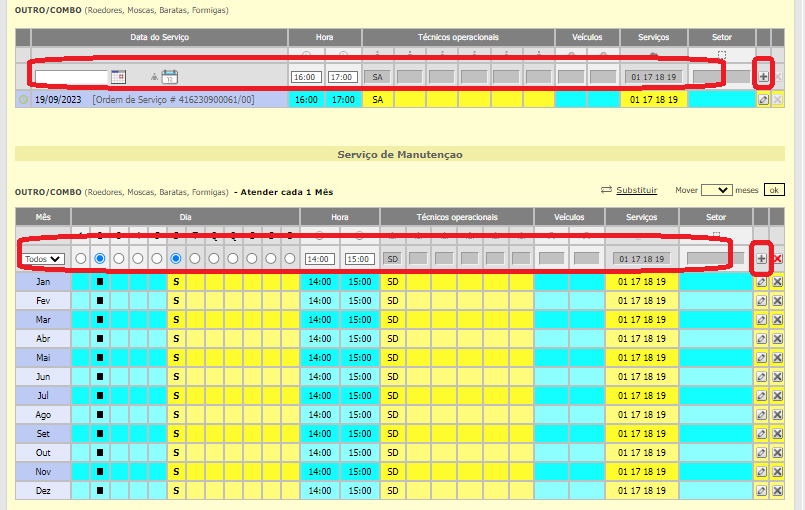 OUTRO/COMBO (Roedores, Moscas, Baratas, Formigas)
Data do Serviço Hora Técnicos operacionais Veículos Serviços Setor
16:00 17:00 SA 01 17 18 19
19/09/2023 [Ordem de Serviço # 416230900061/00] 16:00 17:00 SA 01 17 18 19
Serviço de Manutençao
OUTRO/COMBO (Roedores, Moscas, Baratas, Formigas) - Atender cada 1 Mês Substituir Mover meses ok
Mês Dia Hora Técnicos operacionais Veículos Serviços Setor
Todos 14:00 15:00 SD 01 17 18 19
Jan S 14:00 15:00 SD 01 17 18 19
Fev S 14:00 15:00 SD 01 17 18 19
Mar S 14:00 15:00 SD 01 17 18 19
Abr S 14:00 15:00 SD 01 17 18 19
Mai S 14:00 15:00 SD 01 17 18 19
Jun S 14:00 15:00 SD 01 17 18 19
Jul S 14:00 15:00 SD 01 17 18 19
Ago S 14:00 15:00 SD 01 17 18 19
Set S 14:00 15:00 SD 01 17 18 19
Out S 14:00 15:00 SD 01 17 18 19
Nov S 14:00 15:00 SD 01 17 18 19
Dez S 14:00 15:00 SD 01 17 18 19